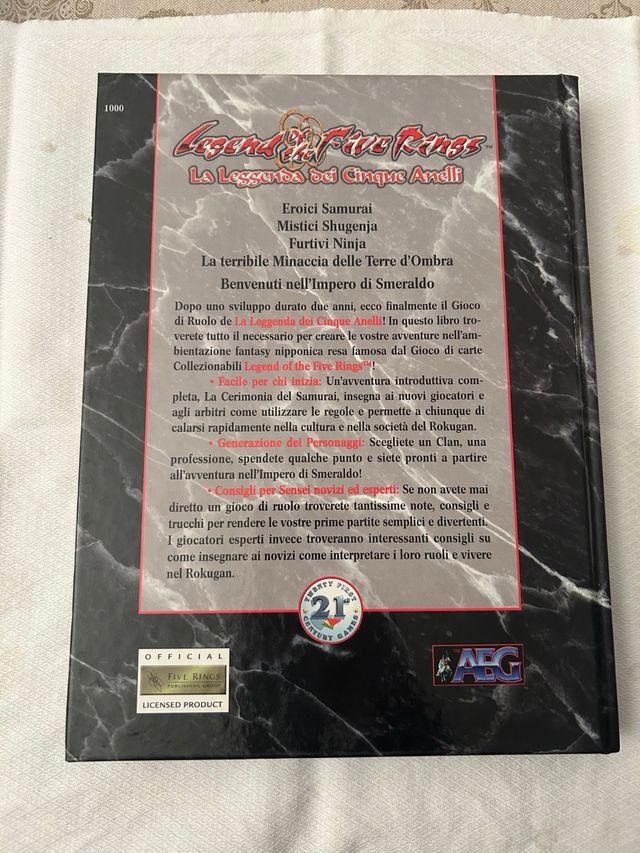 1000
Legend of the Five Rings™
La Leggenda dei Cinque Anelli
Eroici Samurai
Mistici Shugenja
Furtivi Ninja
La terribile Minaccia delle Terre d'Ombra
Benvenuti nell'Impero di Smeraldo
Dopo uno sviluppo durato due anni, ecco finalmente il Gioco
di Ruolo de La Leggenda dei Cinque Anelli! In questo libro tro-
verete tutto il necessario per creare le vostre avventure nell'am-
bientazione fantasy nipponica resa famosa dal Gioco di carte
Collezionabili Legend of the Five Rings™!
• Facile per chi inizia: Un'avventura introduttiva com-
pleta, La Cerimonia del Samurai, insegna ai nuovi giocatori e
agli arbitri come utilizzare le regole e permette a chiunque di
calarsi rapidamente nella cultura e nella società del Rokugan.
• Generazione dei Personaggi: Scegliete un Clan, una
professione, spendete qualche punto e siete pronti a partire
all'avventura nell'Impero di Smeraldo!
• Consigli per Sensei novizi ed esperti: Se non avete mai
diretto un gioco di ruolo troverete tantissime note, consigli e
trucchi per rendere le vostre prime partite semplici e divertenti.
I giocatori esperti invece troveranno interessanti consigli su
come insegnare ai novizi come interpretare i loro ruoli e vivere
nel Rokugan.
TWENTY FIRST
21st
CENTURY GAMES
OFFICIAL
FIVE RINGS
PUBLISHING GROUP
LICENSED PRODUCT
™AEG